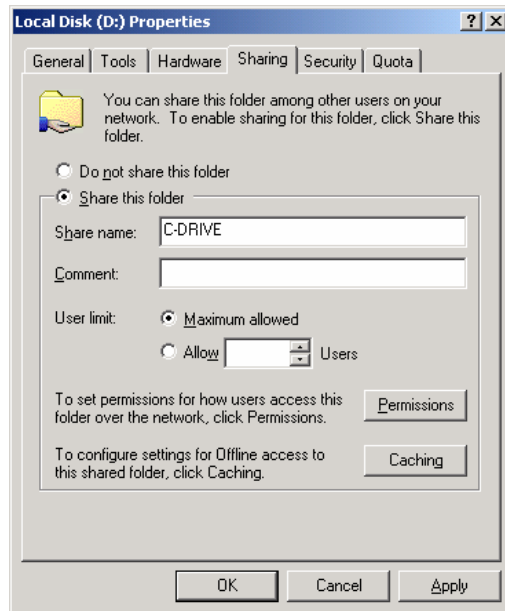 Local Disk (D:) Properties
General Tools Hardware Sharing Security Quota
You can share this folder among other users on your
network. To enable sharing for this folder, click Share this
folder.
Do not share this folder
Share this folder
Share name: C-DRIVE
Comment:
User limit: Maximum allowed
Allow Users
To set permissions for how users access this
folder over the network, click Permissions.
Permissions
To configure settings for Offline access to
this shared folder, click Caching.
Caching
OK Cancel Apply